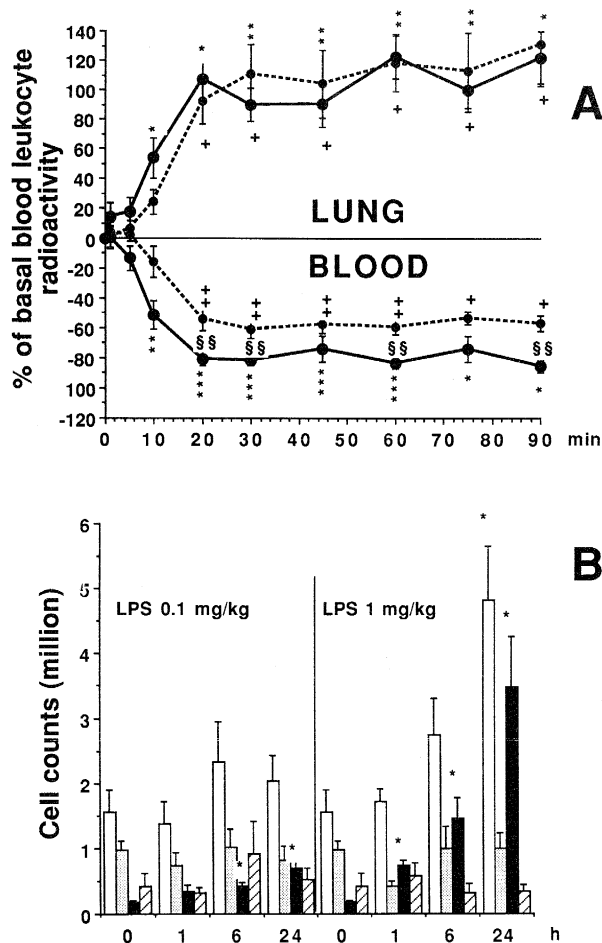 140
120
100
80
60
40
20
0
-20
-40
-60
-80
100
-120
% of basal blood leukocyte
radioactivity
A
LUNG
BLOOD
* ** ** ** ** *
*
+ + + + + +
++ ++ ++ ++ + +
§§ §§ §§ §§
** *** *** *** *** * *
0 10 20 30 40 50 60 70 80 90 min
B
6
5
4
3
2
1
0
Cell counts (million)
LPS 0.1 mg/kg LPS 1 mg/kg
* * * * * *
0 1 6 24 0 1 6 24 h